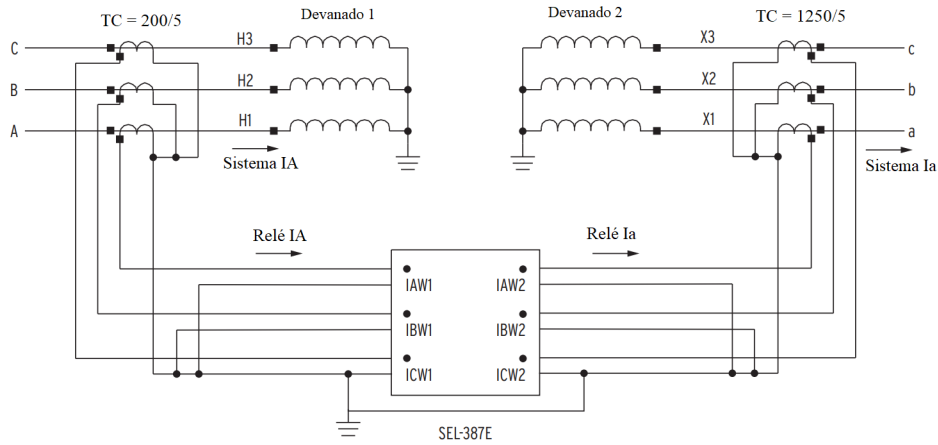 TC = 200/5
Devanado 1
Devanado 2
TC = 1250/5
C
H3
X3
c
B
H2
X2
b
A
H1
X1
a
Sistema IA
Sistema Ia
Relé IA
Relé Ia
IAW1
IAW2
IBW1
IBW2
ICW1
ICW2
SEL-387E